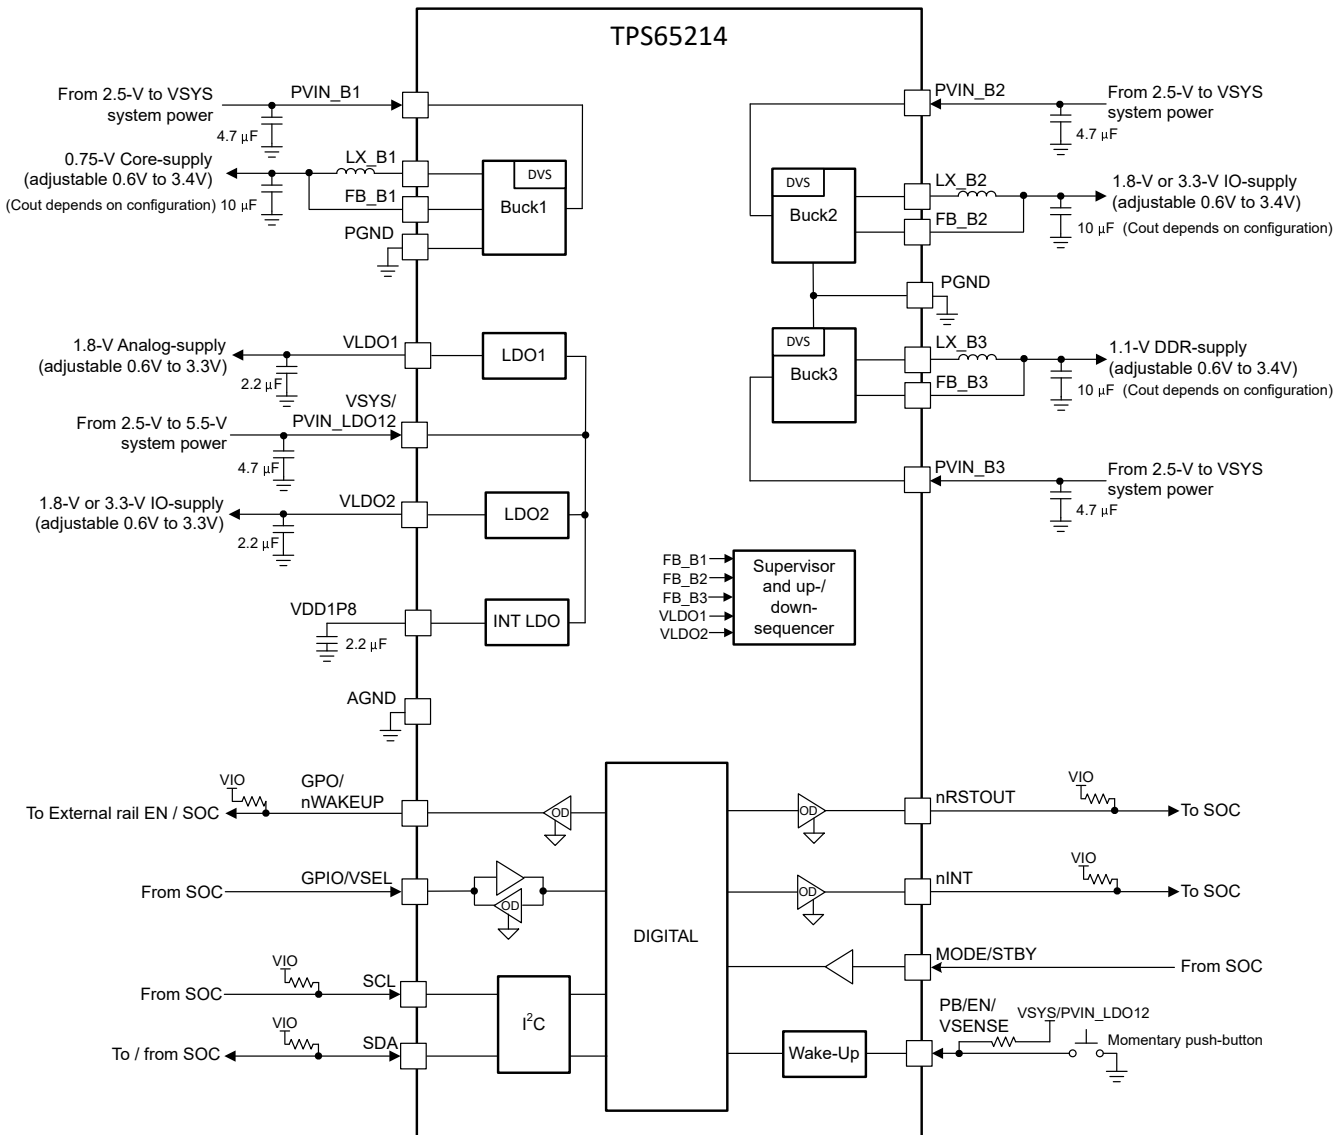 TPS65214
From 2.5-V to VSYS
system power
PVIN_B1
4.7 μF
0.75-V Core-supply
(adjustable 0.6V to 3.4V)
(Cout depends on configuration) 10 μF
LX_B1
FB_B1
PGND
DVS
Buck1
PVIN_B2
From 2.5-V to VSYS
system power
4.7 μF
DVS
Buck2
LX_B2
FB_B2
1.8-V or 3.3-V IO-supply
(adjustable 0.6V to 3.4V)
10 μF (Cout depends on configuration)
PGND
DVS
Buck3
LX_B3
FB_B3
1.1-V DDR-supply
(adjustable 0.6V to 3.4V)
10 μF (Cout depends on configuration)
PVIN_B3
From 2.5-V to VSYS
system power
4.7 μF
1.8-V Analog-supply
(adjustable 0.6V to 3.3V)
VLDO1
2.2 μF
LDO1
From 2.5-V to 5.5-V
system power
VSYS/
PVIN_LDO12
4.7 μF
1.8-V or 3.3-V IO-supply
(adjustable 0.6V to 3.3V)
VLDO2
2.2 μF
LDO2
VDD1P8
2.2 μF
INT LDO
AGND
FB_B1
FB_B2
FB_B3
VLDO1
VLDO2
Supervisor
and up-/
down-
sequencer
VIO
GPO/
nWAKEUP
To External rail EN / SOC
OD
From SOC
GPIO/VSEL
OD
VIO
From SOC
SCL
VIO
To / from SOC
SDA
I²C
DIGITAL
OD
nRSTOUT
VIO
To SOC
OD
nINT
VIO
To SOC
MODE/STBY
From SOC
Wake-Up
PB/EN/
VSENSE
VSYS/PVIN_LDO12
Momentary push-button